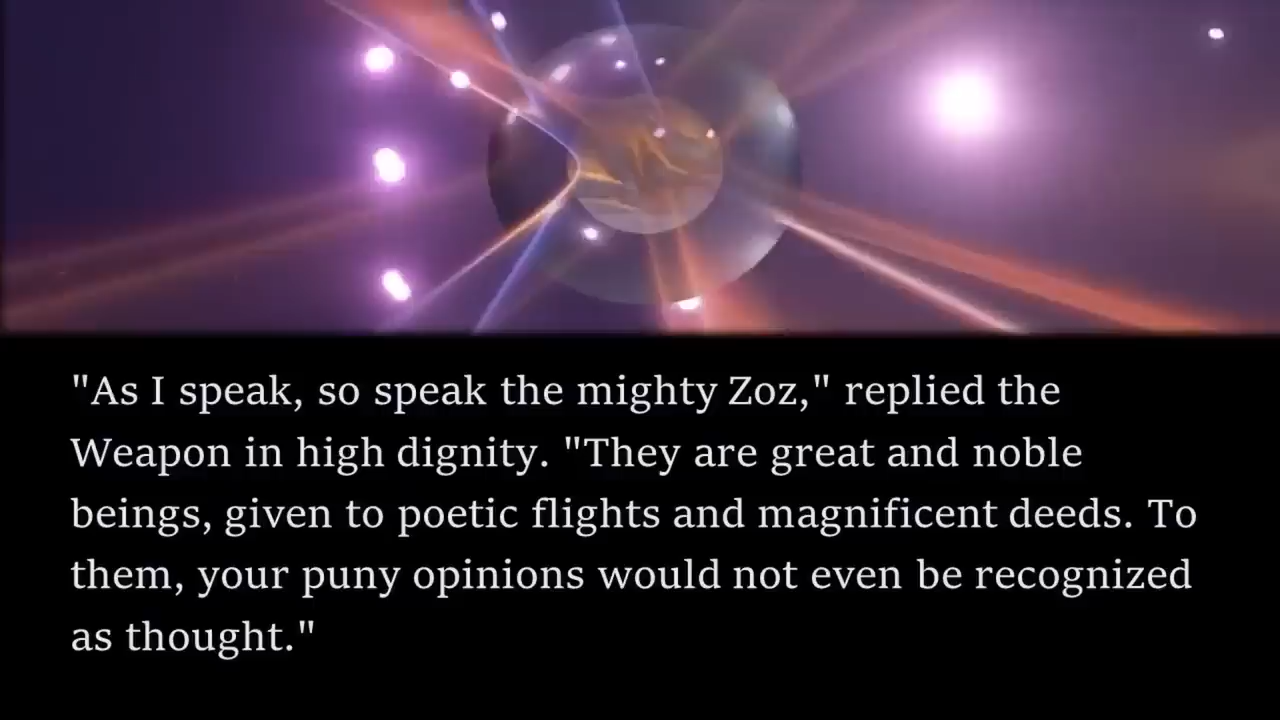 "As I speak, so speak the mighty Zoz," replied the
Weapon in high dignity. "They are great and noble
beings, given to poetic flights and magnificent deeds. To
them, your puny opinions would not even be recognized
as thought."